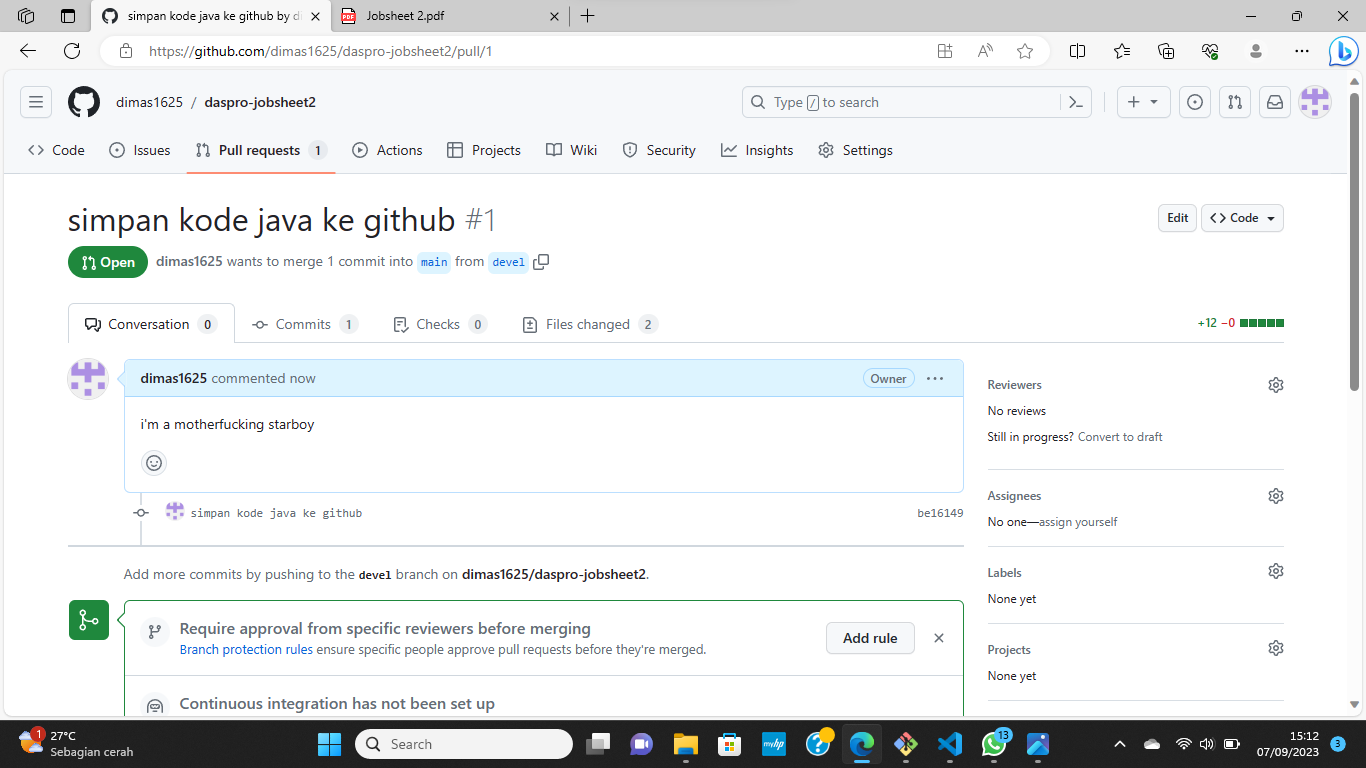 simpan kode java ke github by di
Jobsheet 2.pdf
https://github.com/dimas1625/daspro-jobsheet2/pull/1
dimas1625 / daspro-jobsheet2
Type / to search
Code
Issues
Pull requests 1
Actions
Projects
Wiki
Security
Insights
Settings
simpan kode java ke github #1
Edit
Code
Open
dimas1625 wants to merge 1 commit into main from devel
Conversation 0
Commits 1
Checks 0
Files changed 2
+12 −0
dimas1625 commented now
Owner
i'm a motherfucking starboy
simpan kode java ke github
be16149
Add more commits by pushing to the devel branch on dimas1625/daspro-jobsheet2.
Require approval from specific reviewers before merging
Branch protection rules ensure specific people approve pull requests before they're merged.
Add rule
Continuous integration has not been set up
Reviewers
No reviews
Still in progress? Convert to draft
Assignees
No one—assign yourself
Labels
None yet
Projects
None yet
1
27°C
Sebagian cerah
Search
myhp
13
15:12
07/09/2023
3